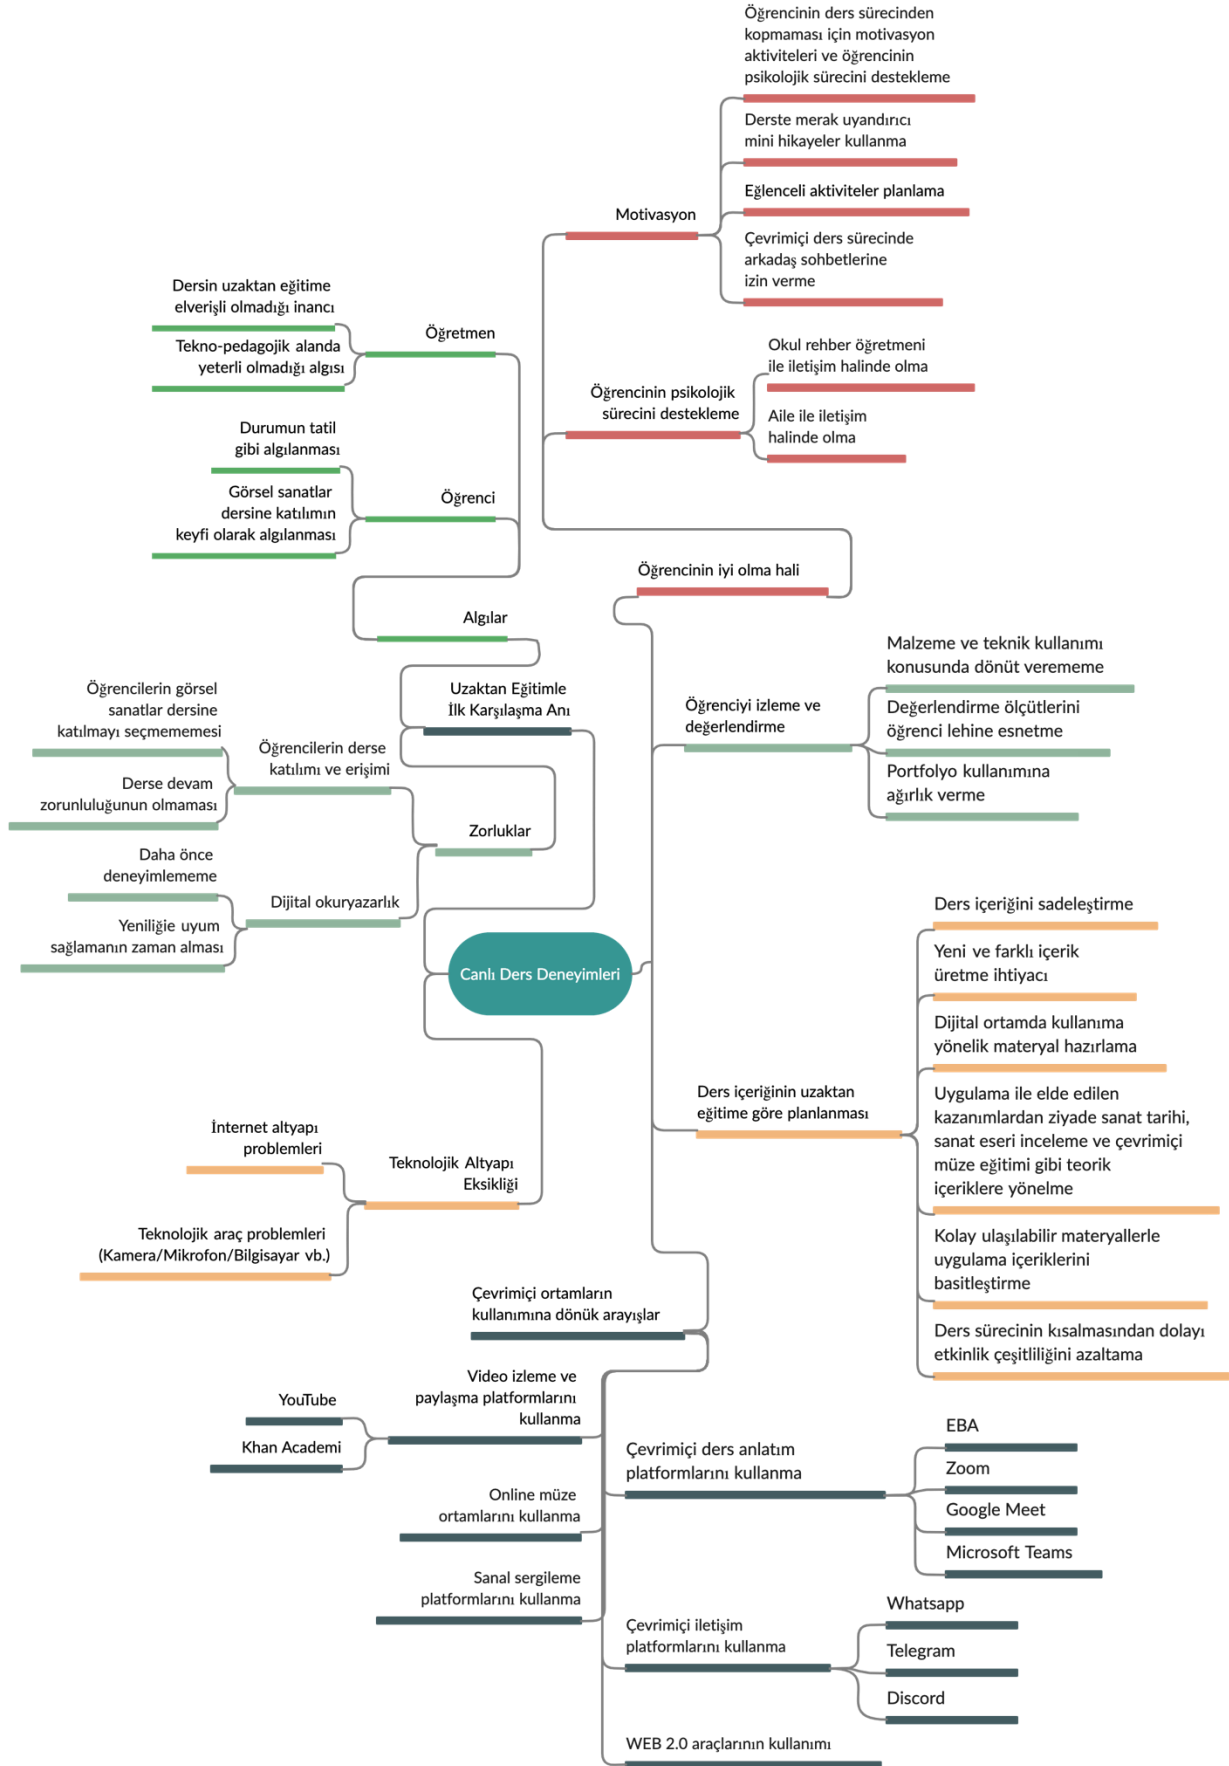 Öğrencinin ders sürecinden
kopmaması için motivasyon
aktiviteleri ve öğrencinin
psikolojik sürecini destekleme
Derste merak uyandırıcı
mini hikayeler kullanma
Eğlenceli aktiviteler planlama
Motivasyon
Çevrimiçi ders sürecinde
arkadaş sohbetlerine
izin verme
Dersin uzaktan eğitime
elverişli olmadığı inancı
Öğretmen
Tekno-pedagojik alanda
yeterli olmadığı algısı
Okul rehber öğretmeni
ile iletişim halinde olma
Öğrencinin psikolojik
sürecini destekleme
Aile ile iletişim
halinde olma
Durumun tatil
gibi algılanması
Öğrenci
Görsel sanatlar
dersine katılımın
keyfi olarak algılanması
Öğrencinin iyi olma hali
Algılar
Malzeme ve teknik kullanımı
konusunda dönüt verememe
Uzaktan Eğitimle
İlk Karşılaşma Anı
Öğrenciyi izleme ve
değerlendirme
Değerlendirme ölçütlerini
öğrenci lehine esnetme
Portfolyo kullanımına
ağırlık verme
Öğrencilerin görsel
sanatlar dersine
katılmayı seçmememesi
Öğrencilerin derse
katılımı ve erişimi
Derse devam
zorunluluğunun olmaması
Zorluklar
Daha önce
deneyimlememe
Dijital okuryazarlık
Yeniliğie uyum
sağlamanın zaman alması
Canlı Ders Deneyimleri
Ders içeriğini sadeleştirme
Yeni ve farklı içerik
üretme ihtiyacı
Dijital ortamda kullanıma
yönelik materyal hazırlama
Ders içeriğinin uzaktan
eğitime göre planlanması
Uygulama ile elde edilen
kazanımlardan ziyade sanat tarihi,
sanat eseri inceleme ve çevrimiçi
müze eğitimi gibi teorik
içeriklere yönelme
Kolay ulaşılabilir materyallerle
uygulama içeriklerini
basitleştirme
Ders sürecinin kısalmasından dolayı
etkinlik çeşitliliğini azaltama
İnternet altyapı
problemleri
Teknolojik Altyapı
Eksikliği
Teknolojik araç problemleri
(Kamera/Mikrofon/Bilgisayar vb.)
Çevrimiçi ortamların
kullanımına dönük arayışlar
Video izleme ve
paylaşma platformlarını
kullanma
YouTube
Khan Academi
Online müze
ortamlarını kullanma
Sanal sergileme
platformlarını kullanma
Çevrimiçi ders anlatım
platformlarını kullanma
EBA
Zoom
Google Meet
Microsoft Teams
Çevrimiçi iletişim
platformlarını kullanma
Whatsapp
Telegram
Discord
WEB 2.0 araçlarının kullanımı